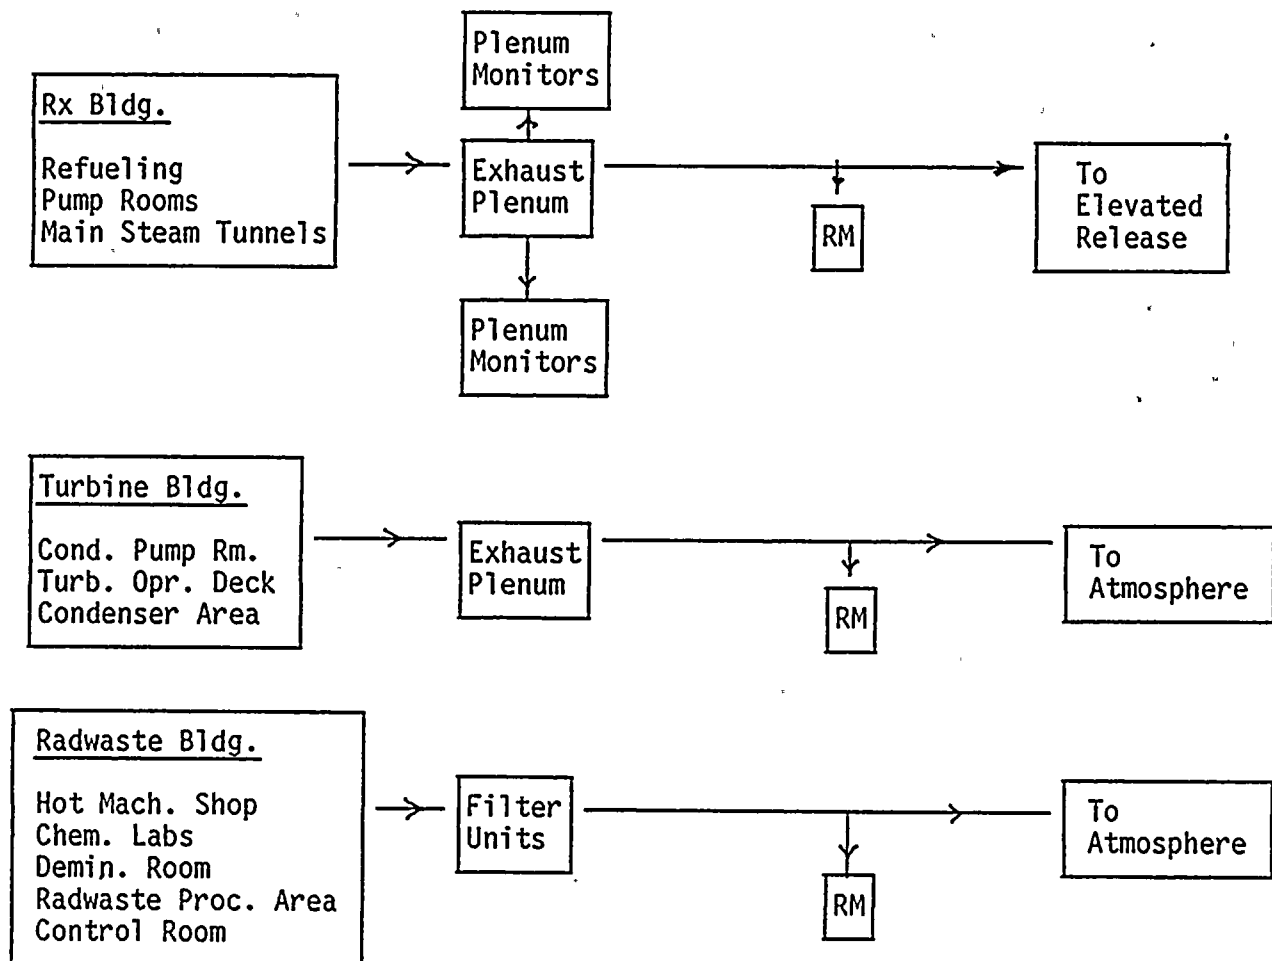 Plenum
Monitors
Rx Bldg.
Refueling
Pump Rooms
Main Steam Tunnels
Exhaust
Plenum
RM
To
Elevated
Release
Plenum
Monitors
Turbine Bldg.
Cond. Pump Rm.
Turb. Opr. Deck
Condenser Area
Exhaust
Plenum
RM
To
Atmosphere
Radwaste Bldg.
Hot Mach. Shop
Chem. Labs
Demin. Room
Radwaste Proc. Area
Control Room
Filter
Units
RM
To
Atmosphere